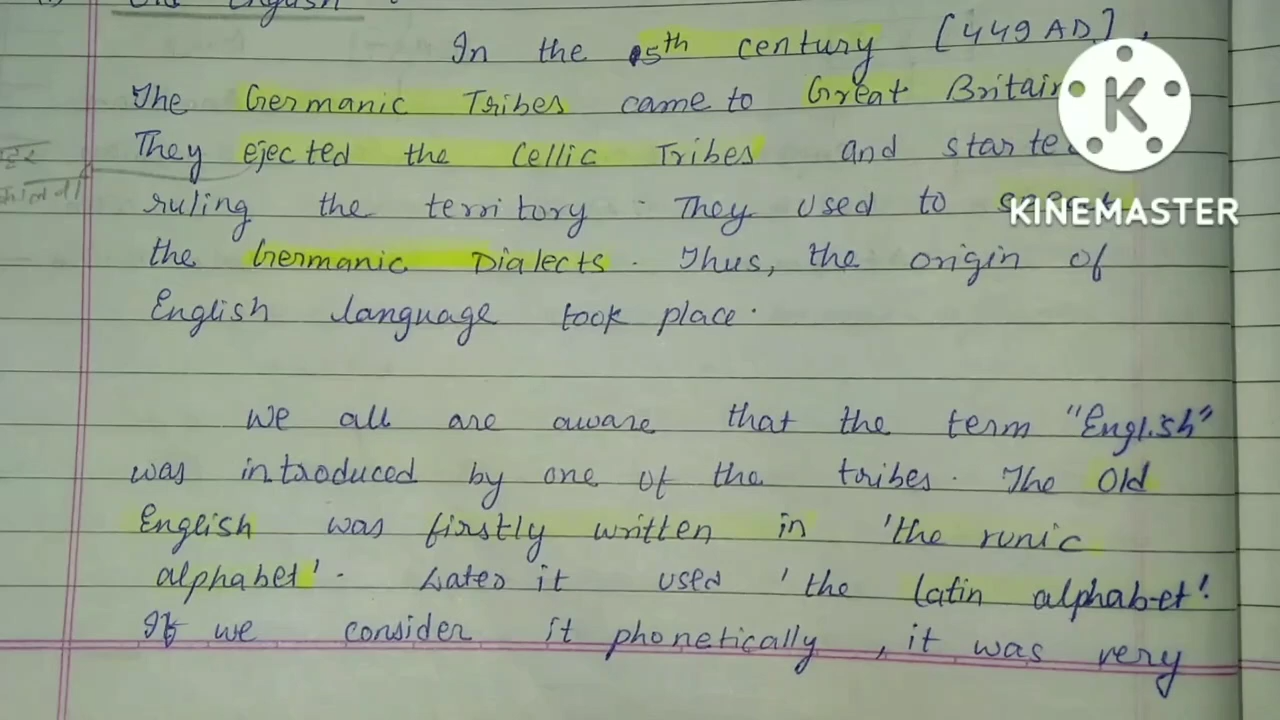 Old English
In the 5th century [449 AD],
The Germanic Tribes came to Great Britain
They ejected the Cellic Tribes and started
ruling the territory. They used to
KINEMASTER
the Germanic Dialects. Thus, the origin of
English language took place.
We all are aware that the term "English"
was introduced by one of the tribes. The Old
English was firstly written in 'the runic
alphabet'. Later it used 'the latin alphabet'.
If we consider it phonetically, it was very